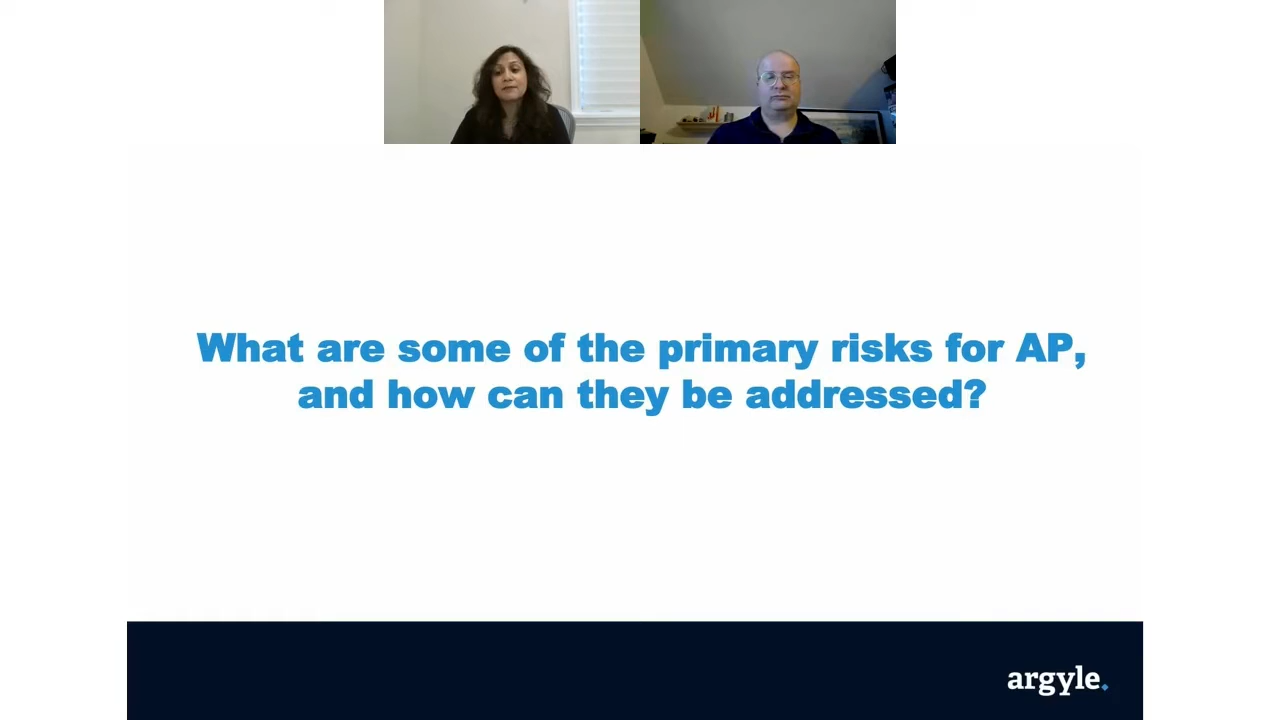 What are some of the primary risks for AP,
and how can they be addressed?
argyle.